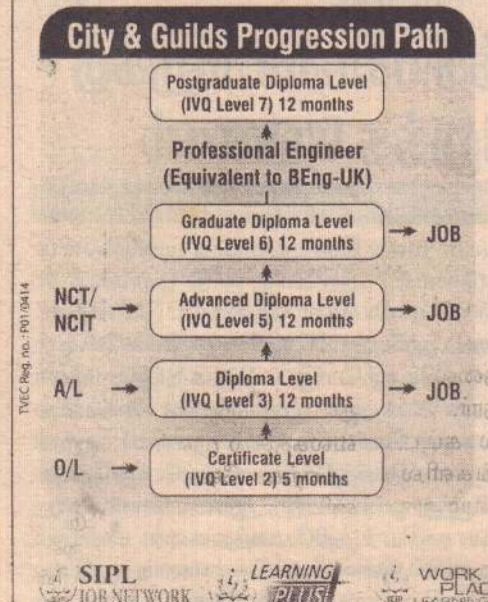 City & Guilds Progression Path
Postgraduate Diploma Level
(IVQ Level 7) 12 months
Professional Engineer
(Equivalent to BEng-UK)
Graduate Diploma Level
(IVQ Level 6) 12 months
JOB
NCT/
NCIT
Advanced Diploma Level
(IVQ Level 5) 12 months
JOB
A/L
Diploma Level
(IVQ Level 3) 12 months
JOB
O/L
Certificate Level
(IVQ Level 2) 5 months
TVEC Reg. no.: P01/0414
SIPL
JOB NETWORK
LEARNING
PLUS
WORK
PLAC